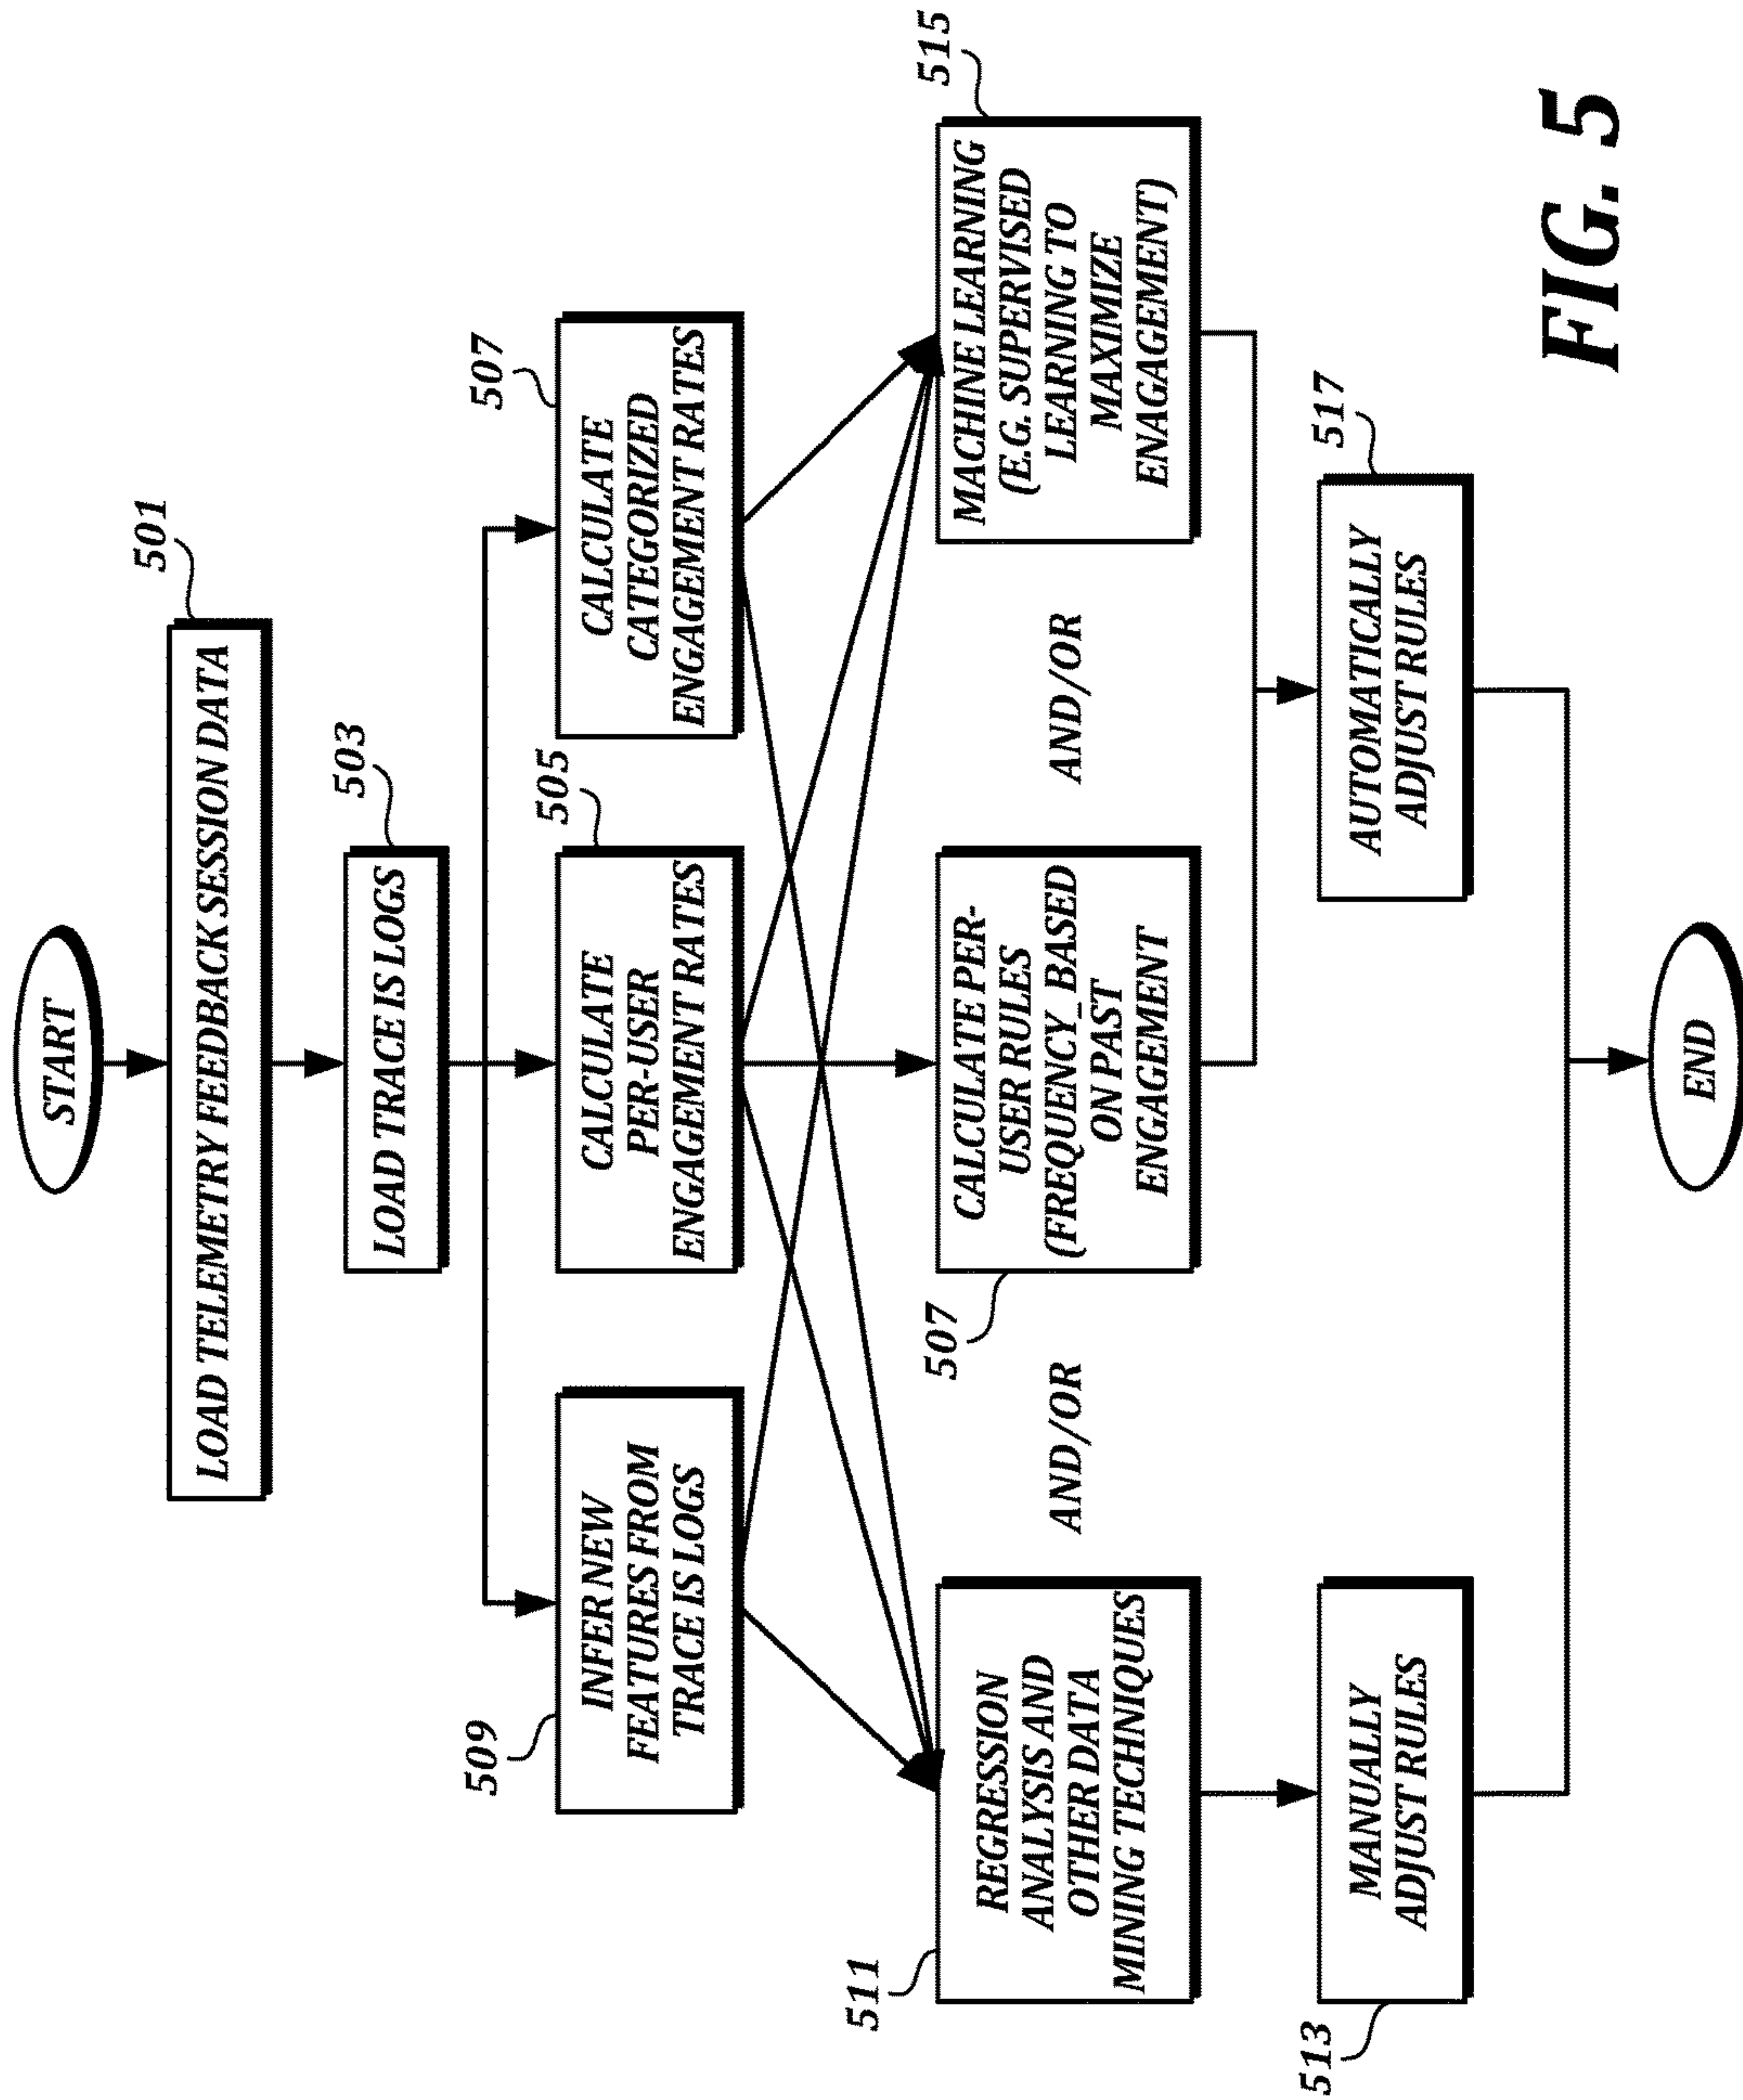 START
501
LOAD TELEMETRY FEEDBACK SESSION DATA
503
LOAD TRACE IS LOGS
509
INFER NEW
FEATURES FROM
TRACE IS LOGS
505
CALCULATE
PER-USER
ENGAGEMENT RATES
507
CALCULATE
CATEGORIZED
ENGAGEMENT RATES
511
REGRESSION
ANALYSIS AND
OTHER DATA
MINING TECHNIQUES
AND/OR
507
CALCULATE PER-
USER RULES
(FREQUENCY_BASED
ON PAST
ENGAGEMENT
AND/OR
515
MACHINE LEARNING
(E.G. SUPERVISED
LEARNING TO
MAXIMIZE
ENAGAGEMENT)
513
MANUALLY
ADJUST RULES
517
AUTOMATICALLY
ADJUST RULES
END
FIG. 5